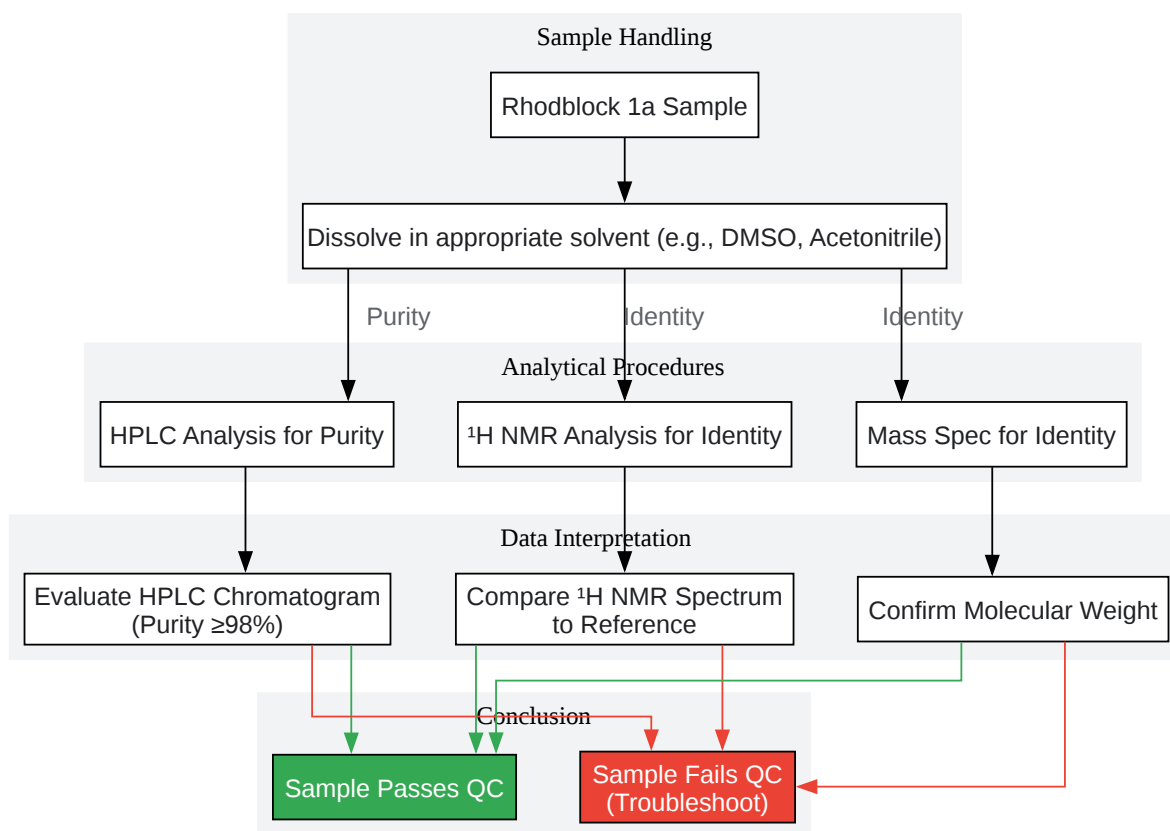 Sample Handling
Rhodblock 1a Sample
Dissolve in appropriate solvent (e.g., DMSO, Acetonitrile)
Purity
Identity
Identity
Analytical Procedures
HPLC Analysis for Purity
¹H NMR Analysis for Identity
Mass Spec for Identity
Data Interpretation
Evaluate HPLC Chromatogram
(Purity ≥98%)
Compare ¹H NMR Spectrum
to Reference
Confirm Molecular Weight
Conclusion
Sample Passes QC
Sample Fails QC
(Troubleshoot)